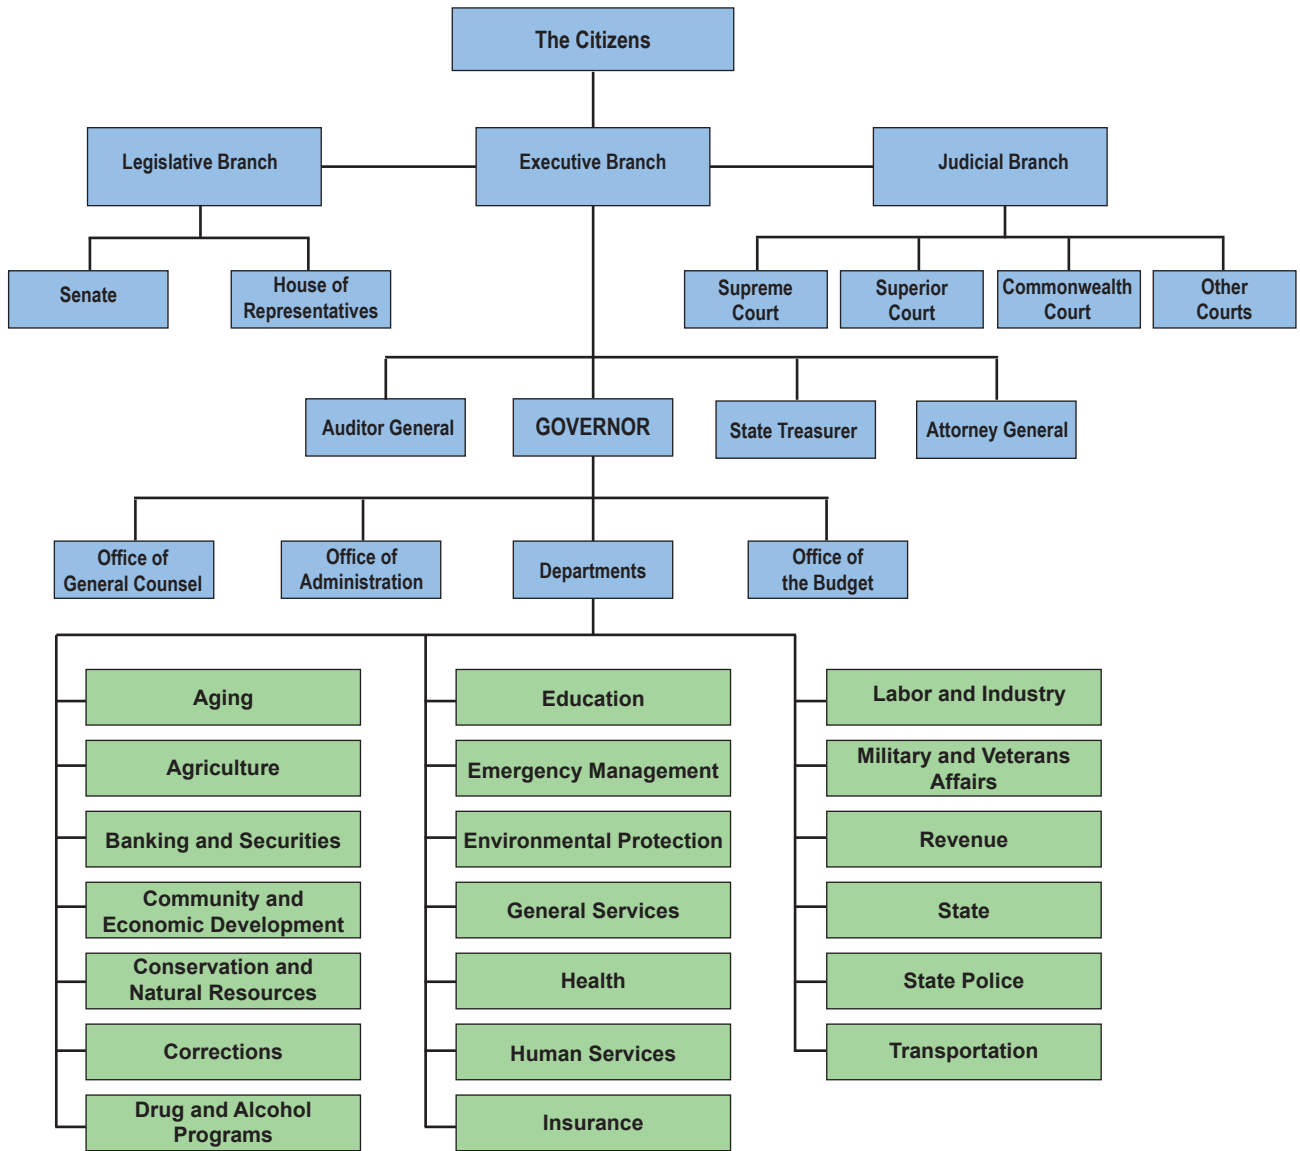 The Citizens
Legislative Branch
Executive Branch
Judicial Branch
Senate
House of
Representatives
Supreme
Court
Superior
Court
Commonwealth
Court
Other
Courts
Auditor General
GOVERNOR
State Treasurer
Attorney General
Office of
General Counsel
Office of
Administration
Departments
Office of
the Budget
Aging
Agriculture
Banking and Securities
Community and
Economic Development
Conservation and
Natural Resources
Corrections
Drug and Alcohol
Programs
Education
Emergency Management
Environmental Protection
General Services
Health
Human Services
Insurance
Labor and Industry
Military and Veterans
Affairs
Revenue
State
State Police
Transportation